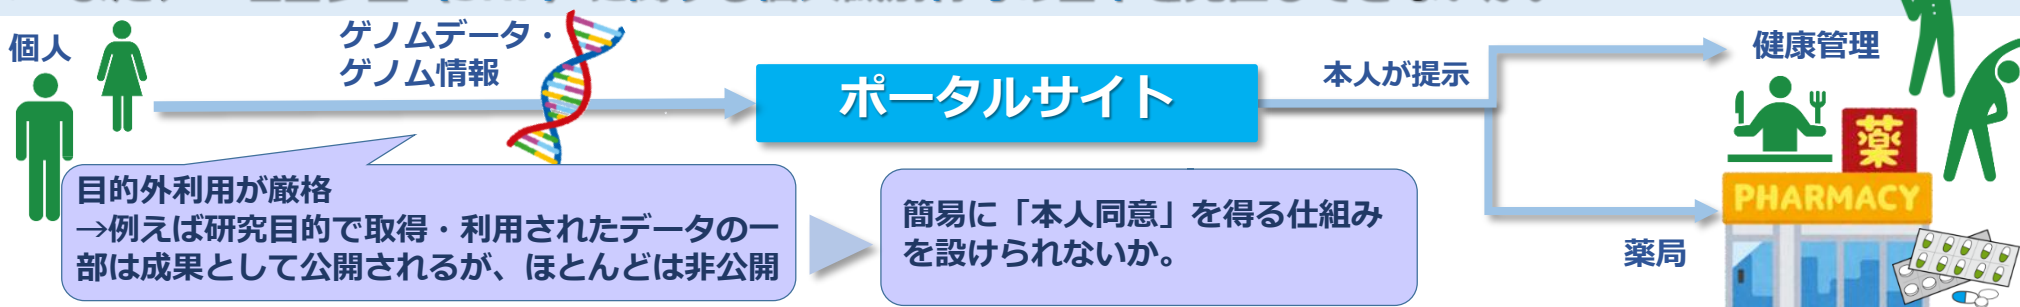 個人
ゲノムデータ・
ゲノム情報
ポータルサイト
本人が提示
健康管理
薬
PHARMACY
薬局
目的外利用が厳格
→例えば研究目的で取得・利用されたデータの一
部は成果として公開されるが、ほとんどは非公開
簡易に「本人同意」を得る仕組み
を設けられないか。